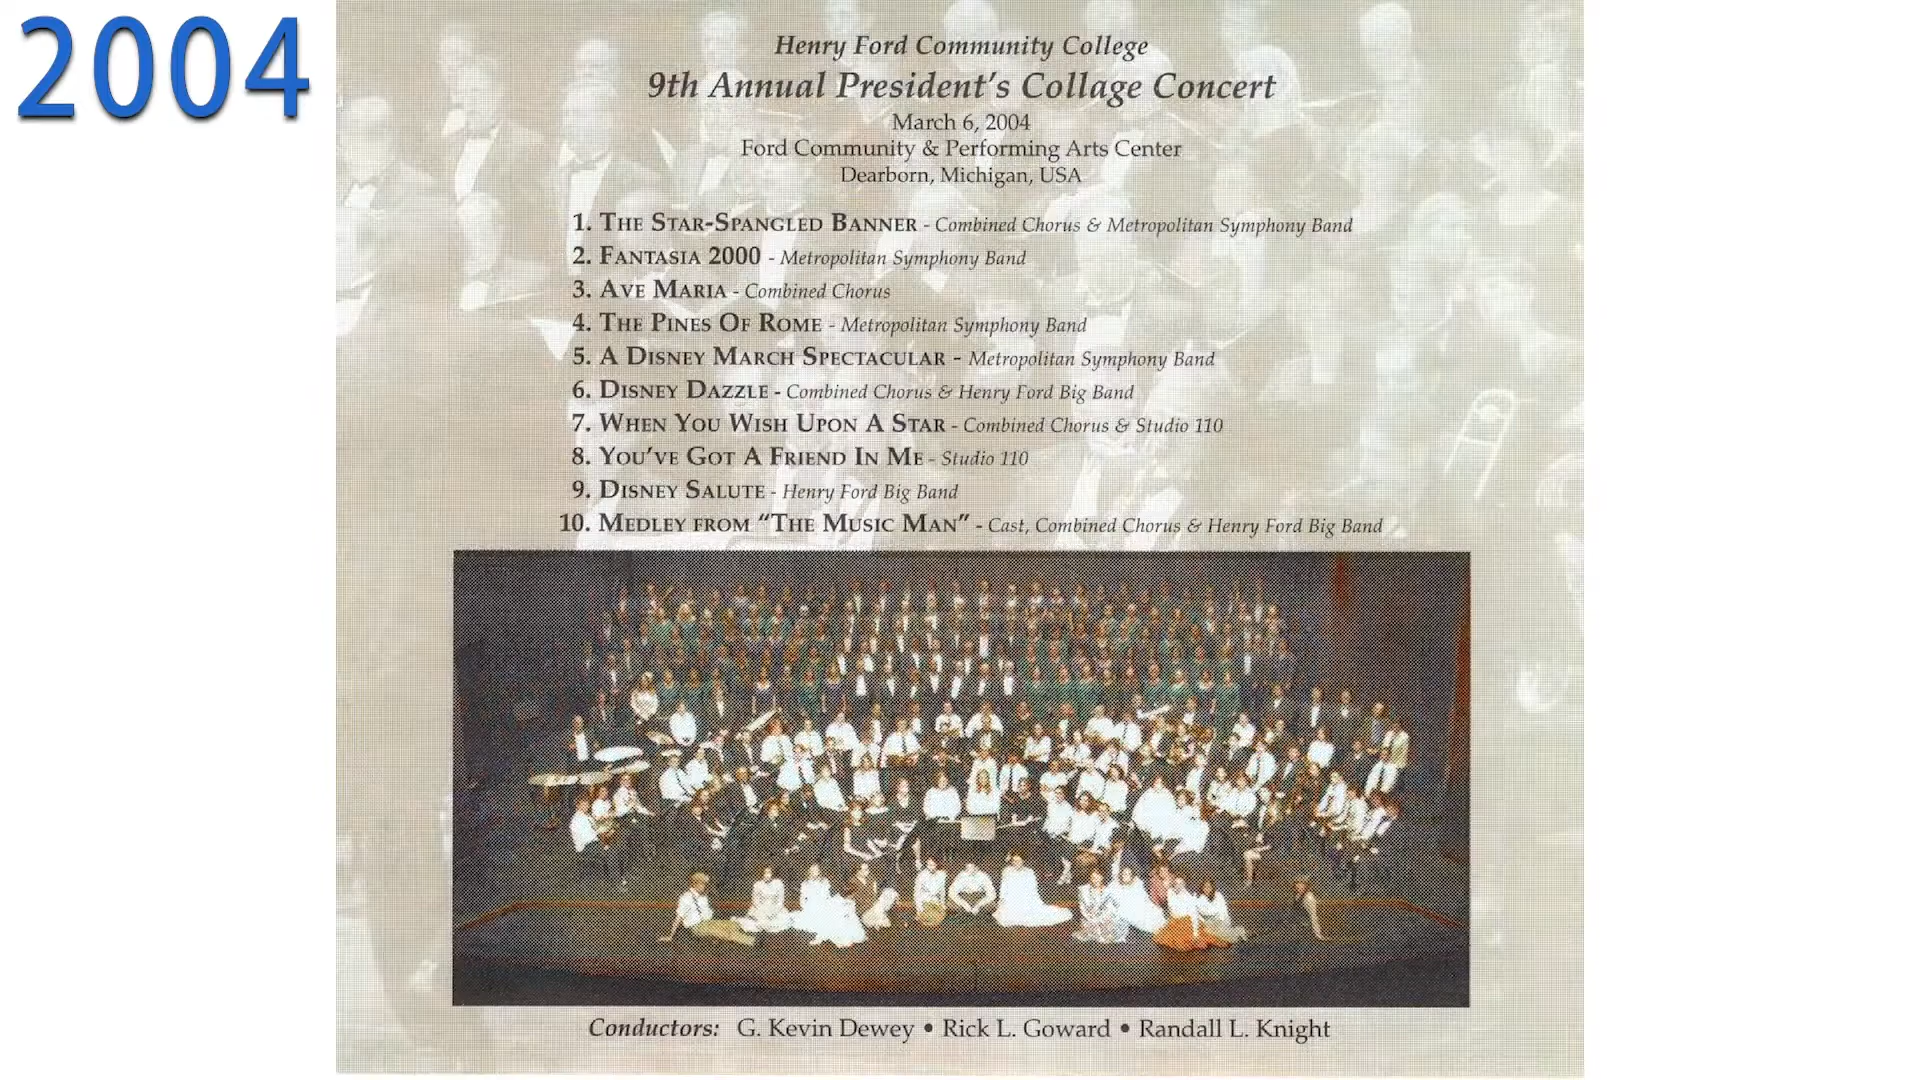 2004
Henry Ford Community College
9th Annual President's Collage Concert
March 6, 2004
Ford Community & Performing Arts Center
Dearborn, Michigan, USA
1. THE STAR-SPANGLED BANNER - Combined Chorus & Metropolitan Symphony Band
2. FANTASIA 2000 - Metropolitan Symphony Band
3. AVE MARIA - Combined Chorus
4. THE PINES OF ROME - Metropolitan Symphony Band
5. A DISNEY MARCH SPECTACULAR - Metropolitan Symphony Band
6. DISNEY DAZZLE - Combined Chorus & Henry Ford Big Band
7. WHEN YOU WISH UPON A STAR - Combined Chorus & Studio 110
8. YOU'VE GOT A FRIEND IN ME - Studio 110
9. DISNEY SALUTE - Henry Ford Big Band
10. MEDLEY FROM "THE MUSIC MAN" - Cast, Combined Chorus & Henry Ford Big Band
Conductors: G. Kevin Dewey • Rick L. Goward • Randall L. Knight